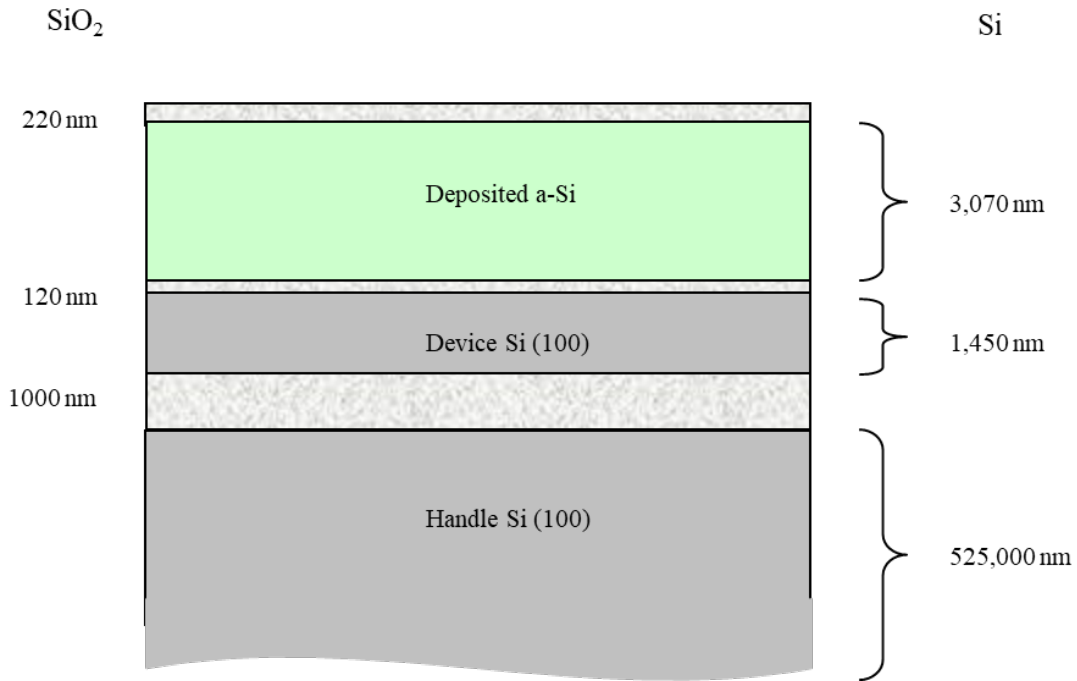 SiO₂
Si
220 nm
Deposited a-Si
3,070 nm
120 nm
Device Si (100)
1,450 nm
1000 nm
Handle Si (100)
525,000 nm